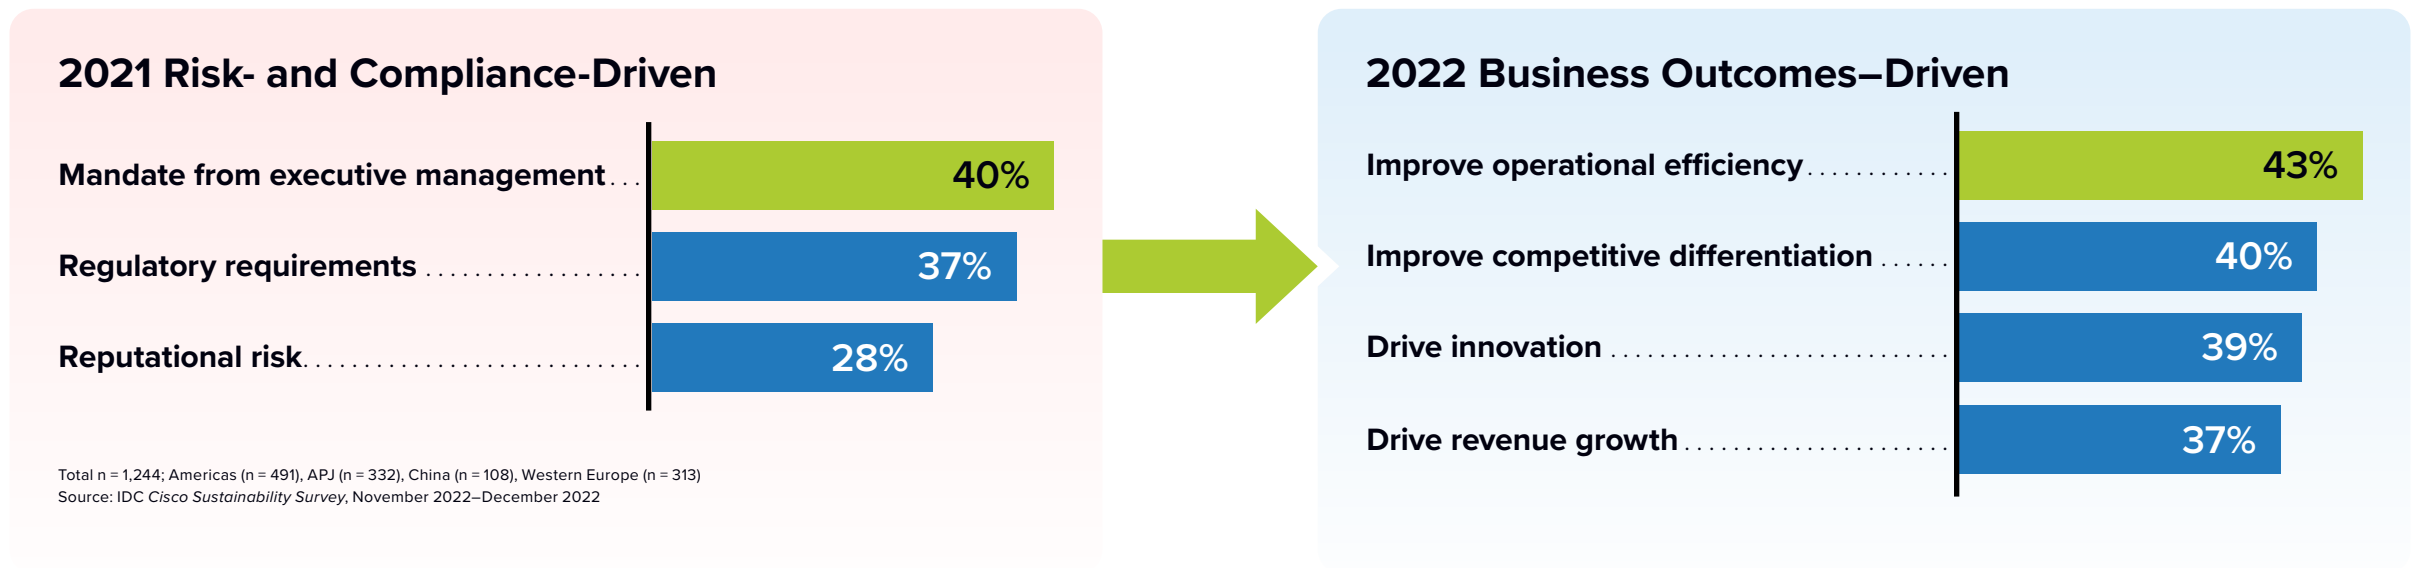 2021 Risk- and Compliance-Driven
Mandate from executive management... 40%
Regulatory requirements .................. 37%
Reputational risk............................ 28%
Total n = 1,244; Americas (n = 491), APJ (n = 332), China (n = 108), Western Europe (n = 313)
Source: IDC Cisco Sustainability Survey, November 2022–December 2022
2022 Business Outcomes–Driven
Improve operational efficiency............ 43%
Improve competitive differentiation ...... 40%
Drive innovation ............................ 39%
Drive revenue growth ...................... 37%